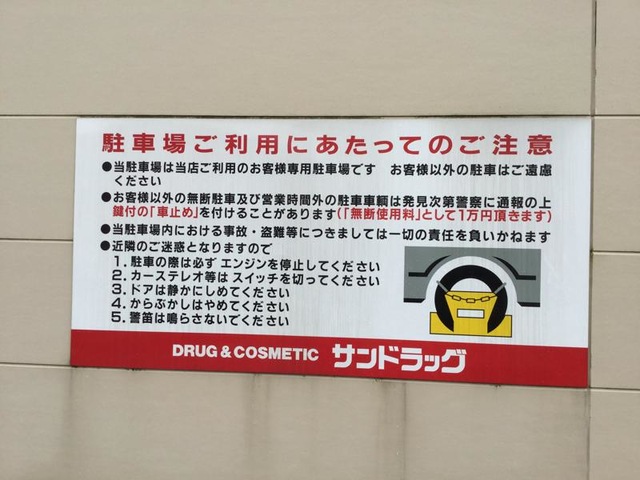 駐車場ご利用にあたってのご注意
●当駐車場は当店ご利用のお客様専用駐車場です　お客様以外の駐車はご遠慮
ください
●お客様以外の無断駐車及び営業時間外の駐車車輌は発見次第警察に通報の上
鍵付の「車止め」を付けることがあります(「無断使用料」として1万円頂きます)
●当駐車場内における事故・盗難等につきましては一切の責任を負いかねます
●近隣のご迷惑となりますので
1. 駐車の際は必ず エンジンを停止してください
2. カーステレオ等は スイッチを切ってください
3. ドアは静かにしめてください
4. からぶかしはやめてください
5. 警笛は鳴らさないでください
DRUG & COSMETIC サンドラッグ